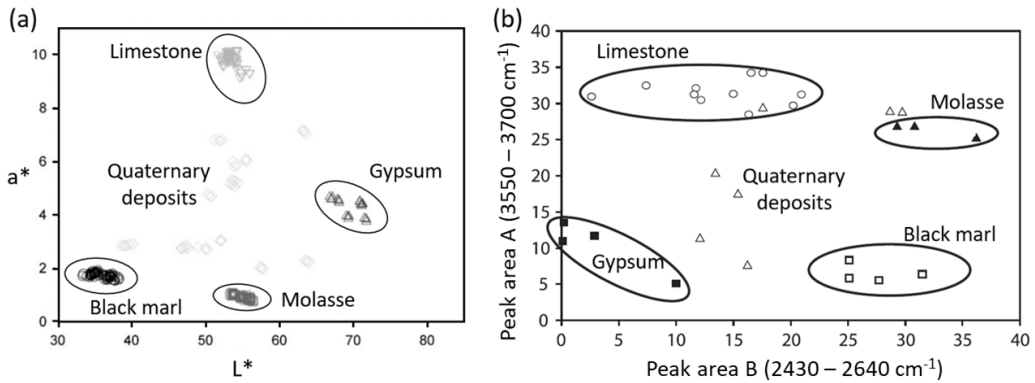 (a)
Limestone
Quaternary
deposits
Gypsum
Black marl
Molasse
a*
10
8
6
4
2
0
30
40
50
60
70
80
L*
(b)
Limestone
Molasse
Quaternary
deposits
Gypsum
Black marl
Peak area A (3550 – 3700 cm⁻¹)
40
35
30
25
20
15
10
5
0
0
5
10
15
20
25
30
35
40
Peak area B (2430 – 2640 cm⁻¹)